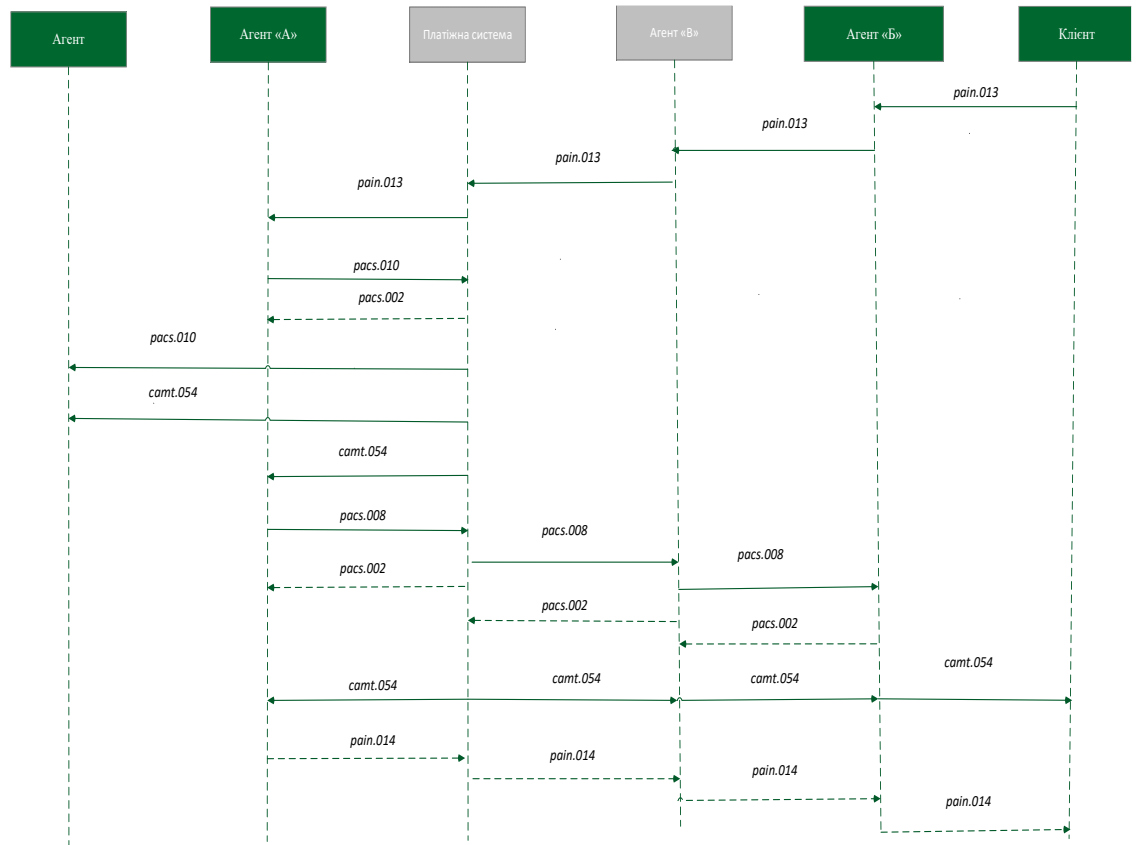 Агент
Агент «А»
Платіжна система
Агент «В»
Агент «Б»
Клієнт
pain.013
pain.013
pain.013
pain.013
pacs.010
pacs.002
pacs.010
camt.054
camt.054
pacs.008
pacs.008
pacs.008
pacs.002
pacs.002
pacs.002
camt.054
camt.054
camt.054
camt.054
pain.014
pain.014
pain.014
pain.014